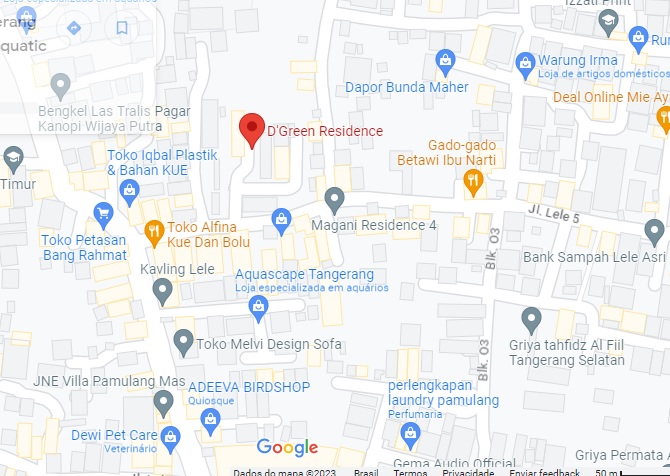 Izzati Print
erang
quatic
Rum
Warung Irma
Loja de artigos domésticos
Dapor Bunda Maher
Deal Online Mie Ay
Bengkel Las Tralis Pagar
Kanopi Wijaya Putra
D'Green Residence
Toko Iqbal Plastik
& Bahan KUE
Gado-gado
Betawi Ibu Narti
Timur
Jl. Lele 5
Toko Petasan
Bang Rahmat
Toko Alfina
Kue Dan Bolu
Magani Residence 4
Blk. O3
Bank Sampah Lele Asri
Kavling Lele
Aquascape Tangerang
Loja especializada em aquários
Toko Melvi Design Sofa
Blk. O3
Griya tahfidz Al Fiil
Tangerang Selatan
JNE Villa Pamulang Mas
ADEEVA BIRDSHOP
Quiosque
perlengkapan
laundry pamulang
Perfumaria
Dewi Pet Care
Veterinário
Google
Griya Permata A
Gema Audio Official
Dados do mapa ©2023
Brasil
Termos
Privacidade
Enviar feedback
50 m